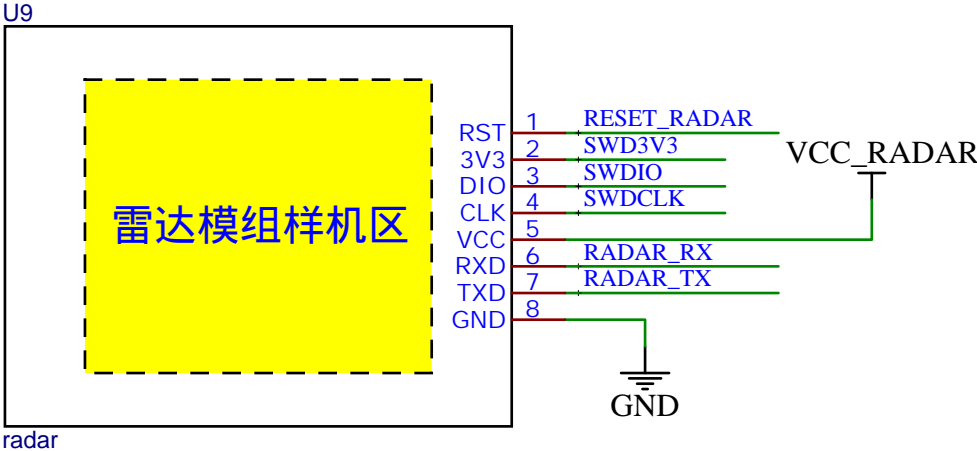 U9
雷达模组样机区
RST 1 RESET_RADAR
3V3 2 SWD3V3
DIO 3 SWDIO
CLK 4 SWDCLK
VCC 5 VCC_RADAR
RXD 6 RADAR_RX
TXD 7 RADAR_TX
GND 8
GND
radar